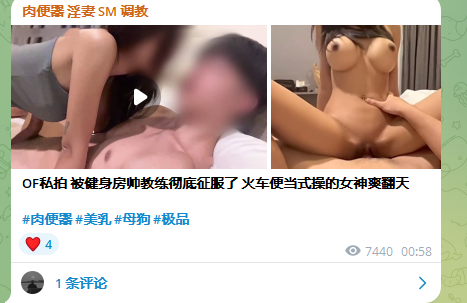 肉便器 淫妻 SM 调教
OF私拍 被健身房帅教练彻底征服了 火车便当式操的女神爽翻天
#肉便器 #美乳 #母狗 #极品
4
7440 00:58
1 条评论